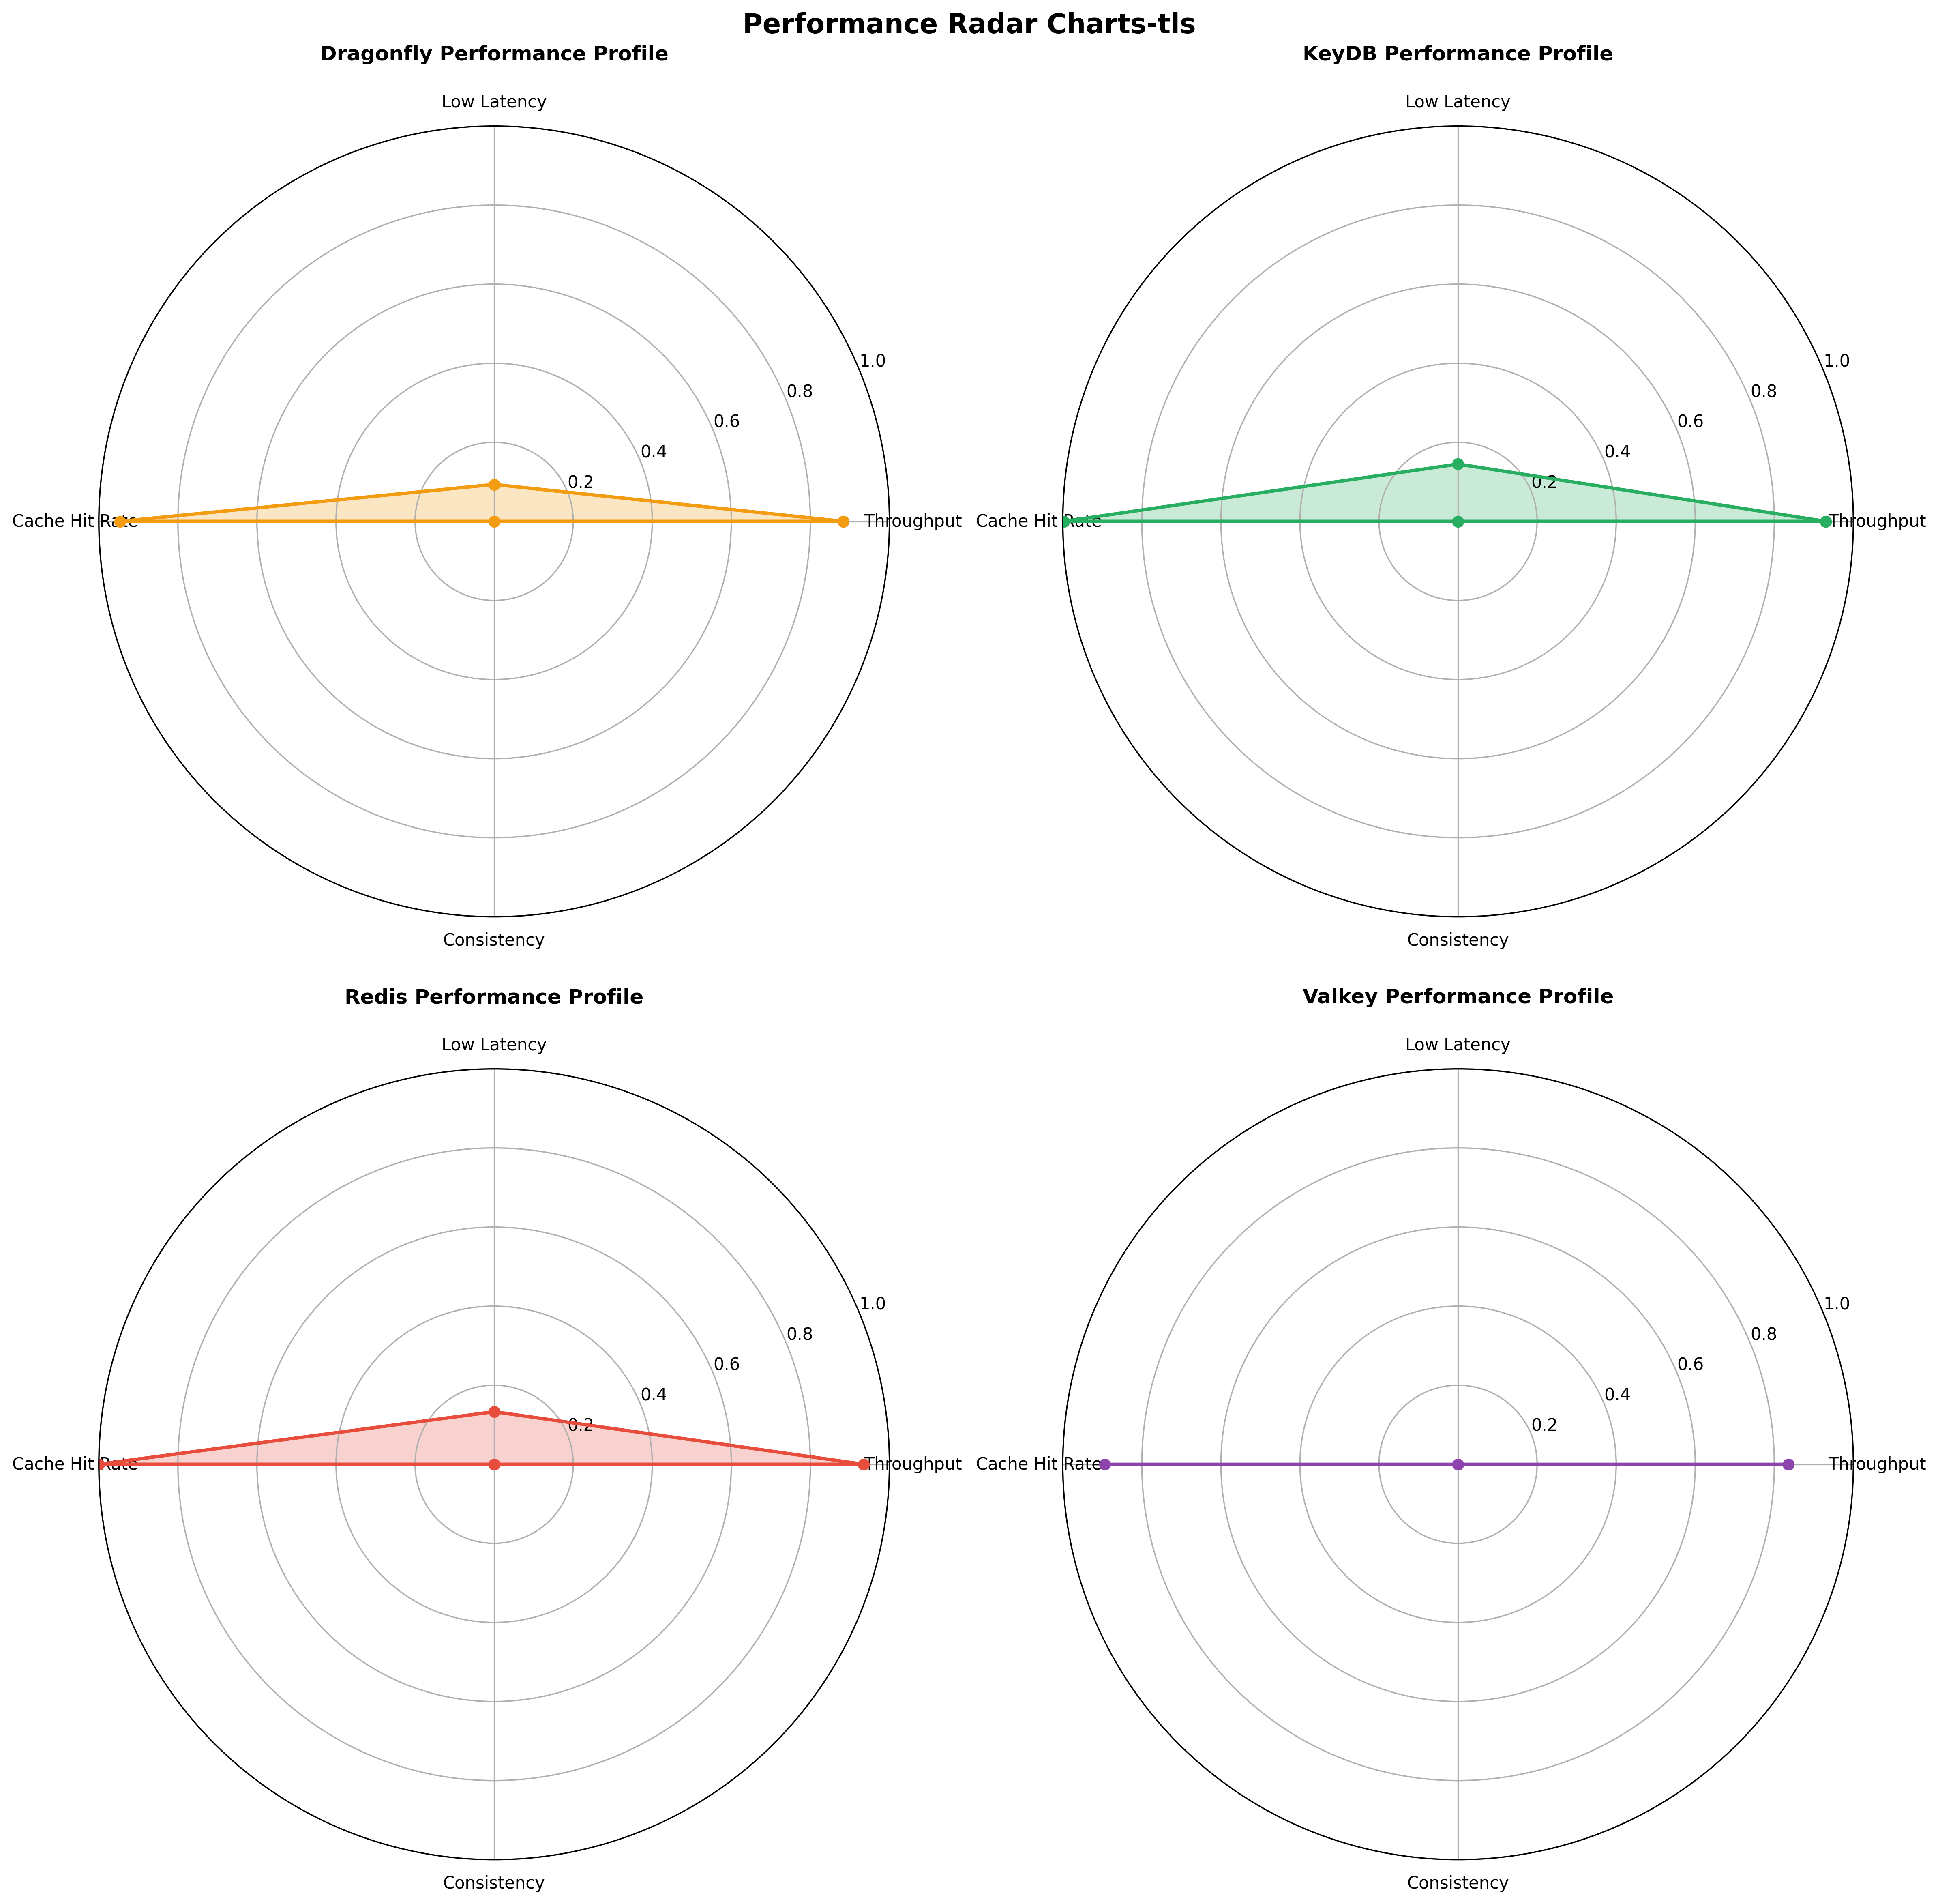 Performance Radar Charts-tls
Dragonfly Performance Profile
Low Latency
1.0
0.8
0.6
0.4
0.2
Cache Hit Rate
Throughput
Consistency
KeyDB Performance Profile
Low Latency
1.0
0.8
0.6
0.4
0.2
Cache Hit Rate
Throughput
Consistency
Redis Performance Profile
Low Latency
1.0
0.8
0.6
0.4
0.2
Cache Hit Rate
Throughput
Consistency
Valkey Performance Profile
Low Latency
1.0
0.8
0.6
0.4
0.2
Cache Hit Rate
Throughput
Consistency